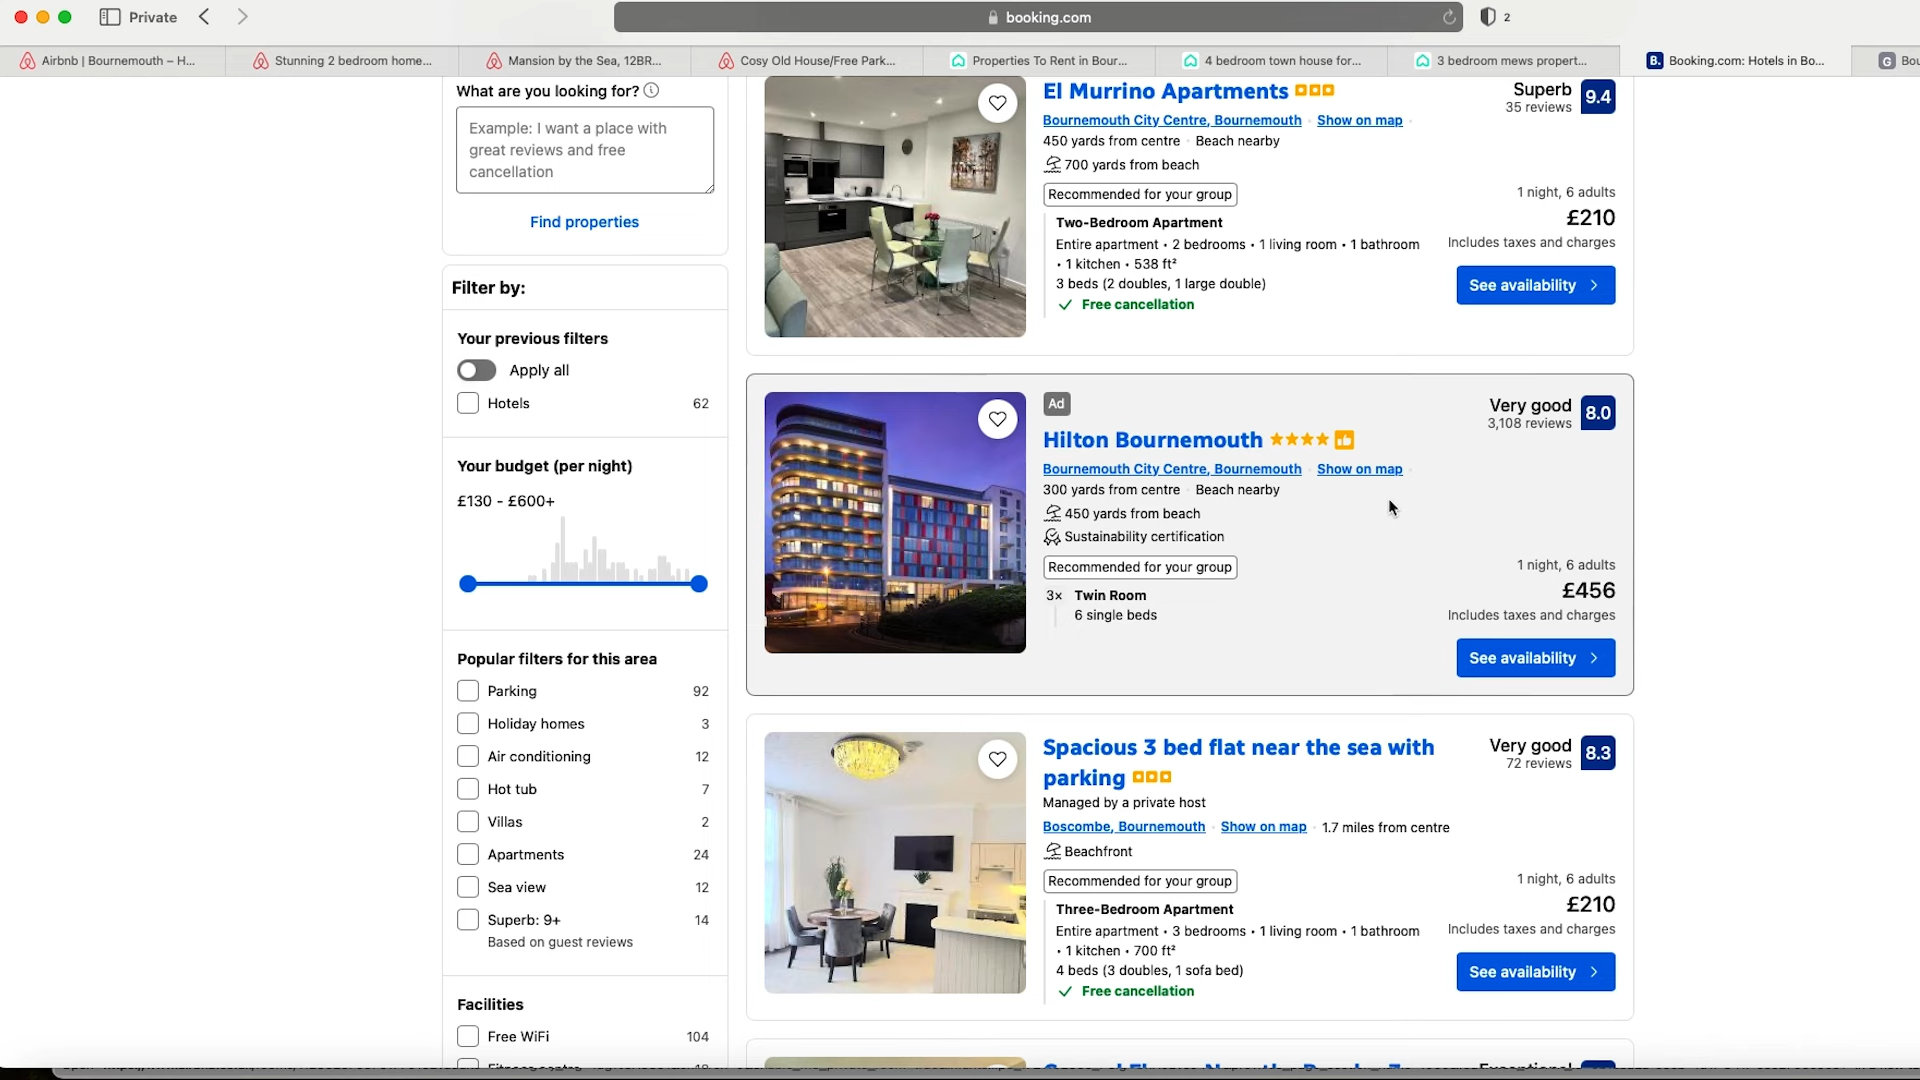 Private
booking.com
2
Airbnb | Bournemouth – H...
Stunning 2 bedroom home...
Mansion by the Sea, 12BR...
Cosy Old House/Free Park...
Properties To Rent in Bour...
4 bedroom town house for...
3 bedroom mews propert...
B. Booking.com: Hotels in Bo...
G Bou
What are you looking for?
Example: I want a place with
great reviews and free
cancellation
Find properties
Filter by:
Your previous filters
Apply all
Hotels 62
Your budget (per night)
£130 - £600+
Popular filters for this area
Parking 92
Holiday homes 3
Air conditioning 12
Hot tub 7
Villas 2
Apartments 24
Sea view 12
Superb: 9+ 14
Based on guest reviews
Facilities
Free WiFi 104
El Murrino Apartments
Superb 9.4
35 reviews
Bournemouth City Centre, Bournemouth · Show on map
450 yards from centre · Beach nearby
700 yards from beach
Recommended for your group
1 night, 6 adults
Two-Bedroom Apartment
£210
Entire apartment • 2 bedrooms • 1 living room • 1 bathroom
• 1 kitchen • 538 ft²
Includes taxes and charges
3 beds (2 doubles, 1 large double)
Free cancellation
See availability
Ad
Hilton Bournemouth
Very good 8.0
3,108 reviews
Bournemouth City Centre, Bournemouth · Show on map
300 yards from centre · Beach nearby
450 yards from beach
Sustainability certification
Recommended for your group
1 night, 6 adults
3× Twin Room
£456
6 single beds
Includes taxes and charges
See availability
Hilton
Spacious 3 bed flat near the sea with
parking
Very good 8.3
72 reviews
Managed by a private host
Boscombe, Bournemouth · Show on map · 1.7 miles from centre
Beachfront
Recommended for your group
1 night, 6 adults
Three-Bedroom Apartment
£210
Entire apartment • 3 bedrooms • 1 living room • 1 bathroom
• 1 kitchen • 700 ft²
Includes taxes and charges
4 beds (3 doubles, 1 sofa bed)
Free cancellation
See availability